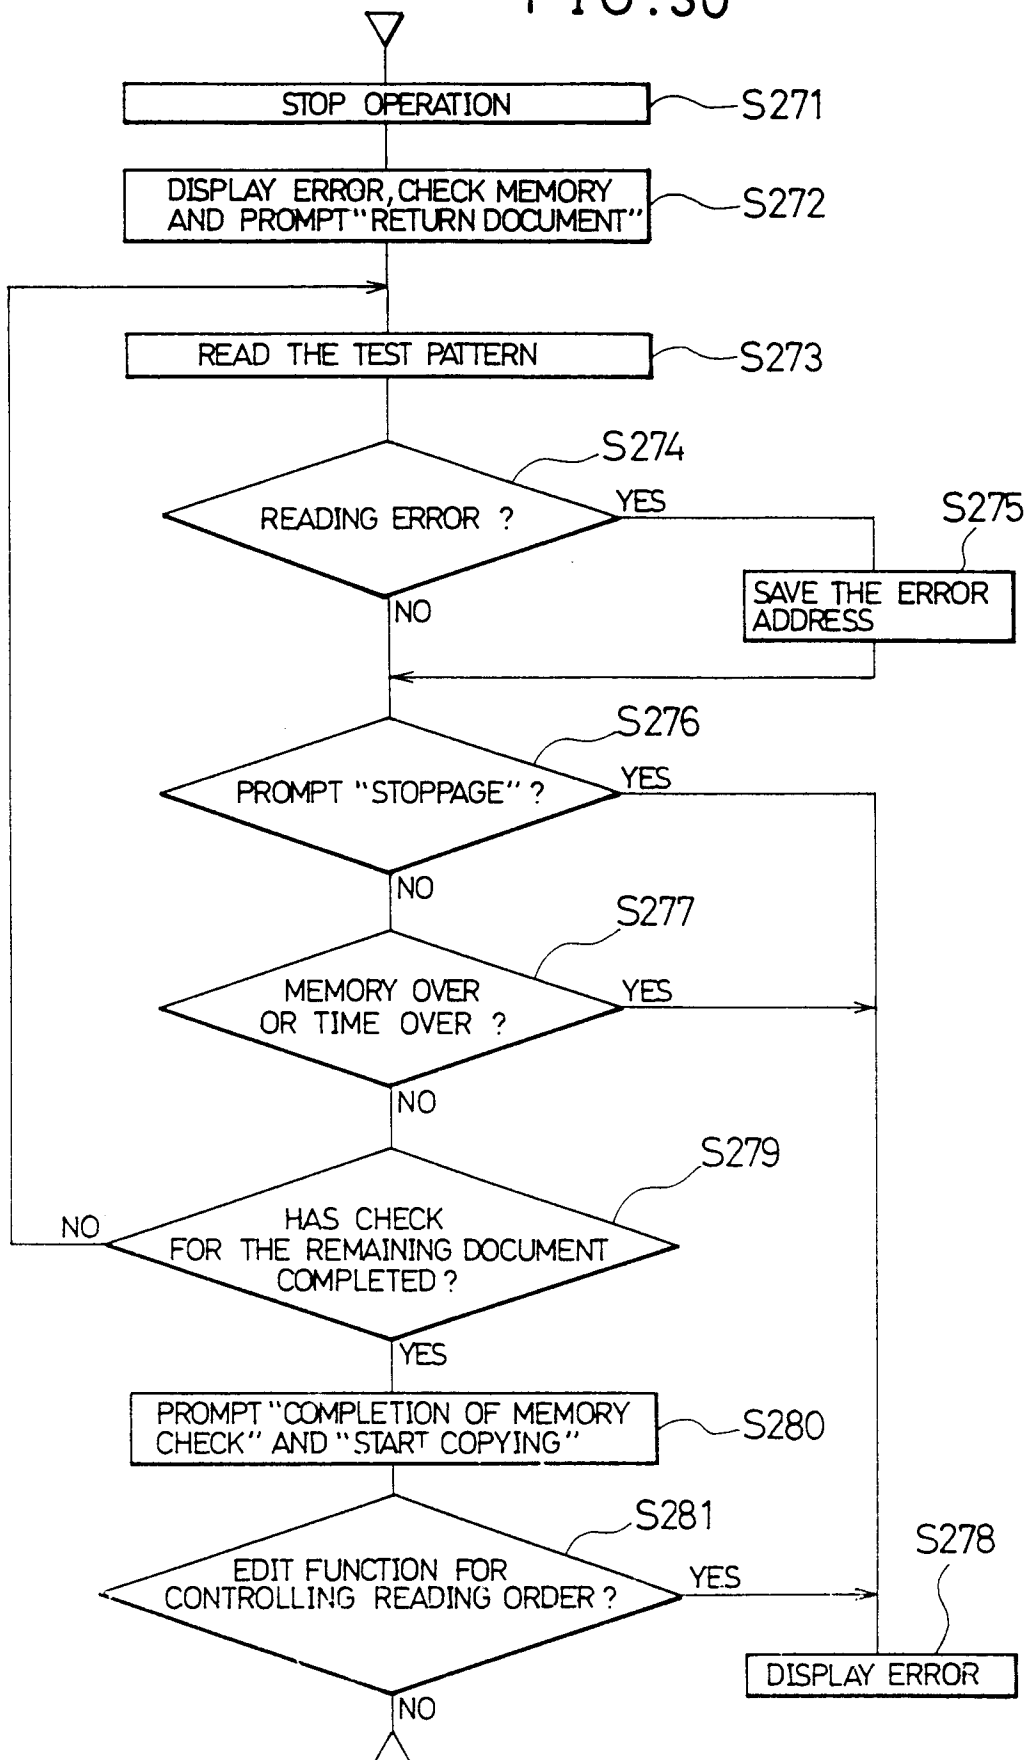 FIG. 30
STOP OPERATION
S271
DISPLAY ERROR, CHECK MEMORY
AND PROMPT "RETURN DOCUMENT"
S272
READ THE TEST PATTERN
S273
S274
READING ERROR ?
YES
S275
SAVE THE ERROR
ADDRESS
NO
S276
PROMPT "STOPPAGE" ?
YES
NO
S277
MEMORY OVER
OR TIME OVER ?
YES
NO
S279
NO
HAS CHECK
FOR THE REMAINING DOCUMENT
COMPLETED ?
YES
PROMPT "COMPLETION OF MEMORY
CHECK" AND "START COPYING"
S280
S281
EDIT FUNCTION FOR
CONTROLLING READING ORDER ?
YES
S278
DISPLAY ERROR
NO